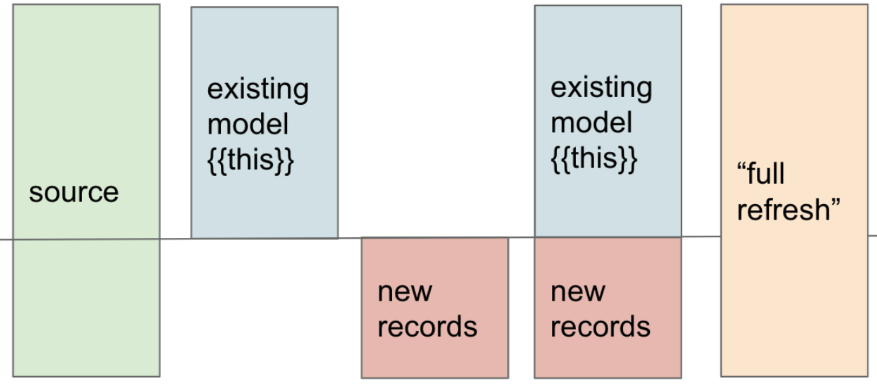 source
existing
model
{{this}}
new
records
existing
model
{{this}}
new
records
“full
refresh”